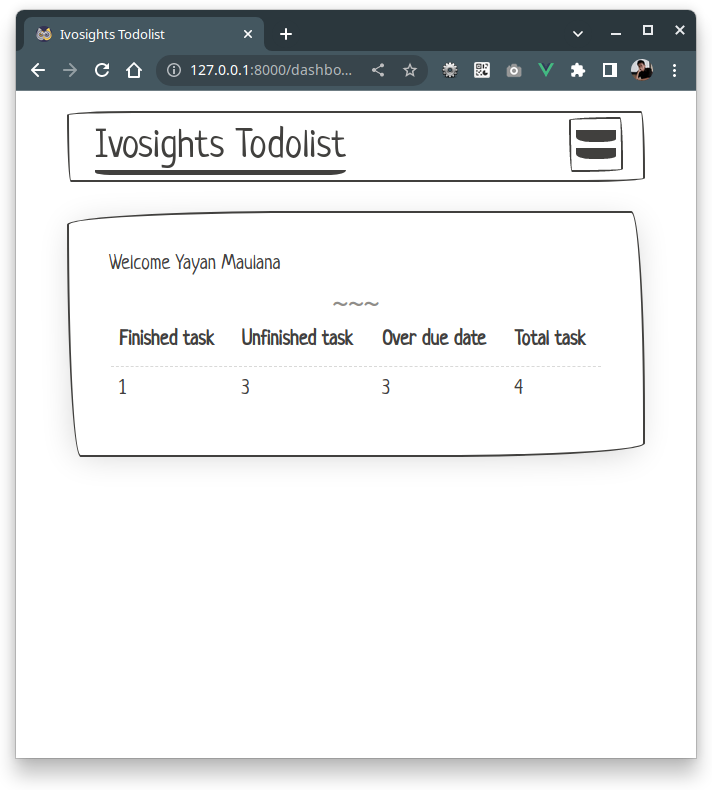 Ivosights Todolist
127.0.0.1:8000/dashbo...
Ivosights Todolist
Welcome Yayan Maulana
~~~
Finished task Unfinished task Over due date Total task
1 3 3 4